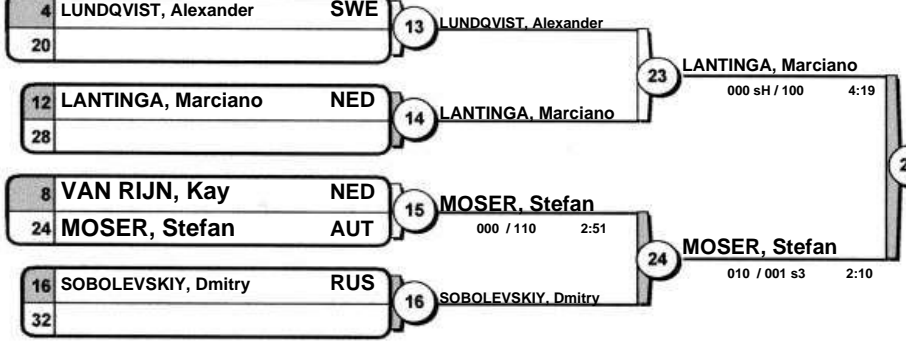 4 LUNDQVIST, Alexander SWE
20
13 LUNDQVIST, Alexander
12 LANTINGA, Marciano NED
28
14 LANTINGA, Marciano
23 LANTINGA, Marciano
000 sH / 100 4:19
8 VAN RIJN, Kay NED
24 MOSER, Stefan AUT
15 MOSER, Stefan
000 / 110 2:51
16 SOBOLEVSKIY, Dmitry RUS
32
16 SOBOLEVSKIY, Dmitry
24 MOSER, Stefan
010 / 001 s3 2:10